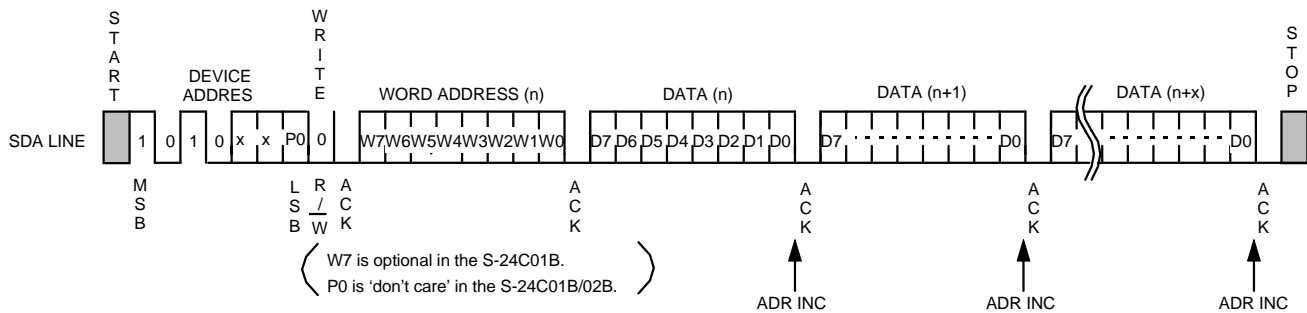 START
WRITE
STOP
DEVICE
ADDRES
WORD ADDRESS (n)
DATA (n)
DATA (n+1)
DATA (n+x)
SDA LINE
1 0 1 0 x x P0 0
W7 W6 W5 W4 W3 W2 W1 W0
D7 D6 D5 D4 D3 D2 D1 D0
D7 D0
D7 D0
MSB
LSB
R/W
ACK
ACK
ACK
ACK
ACK
W7 is optional in the S-24C01B.
P0 is ‘don’t care’ in the S-24C01B/02B.
ADR INC
ADR INC
ADR INC